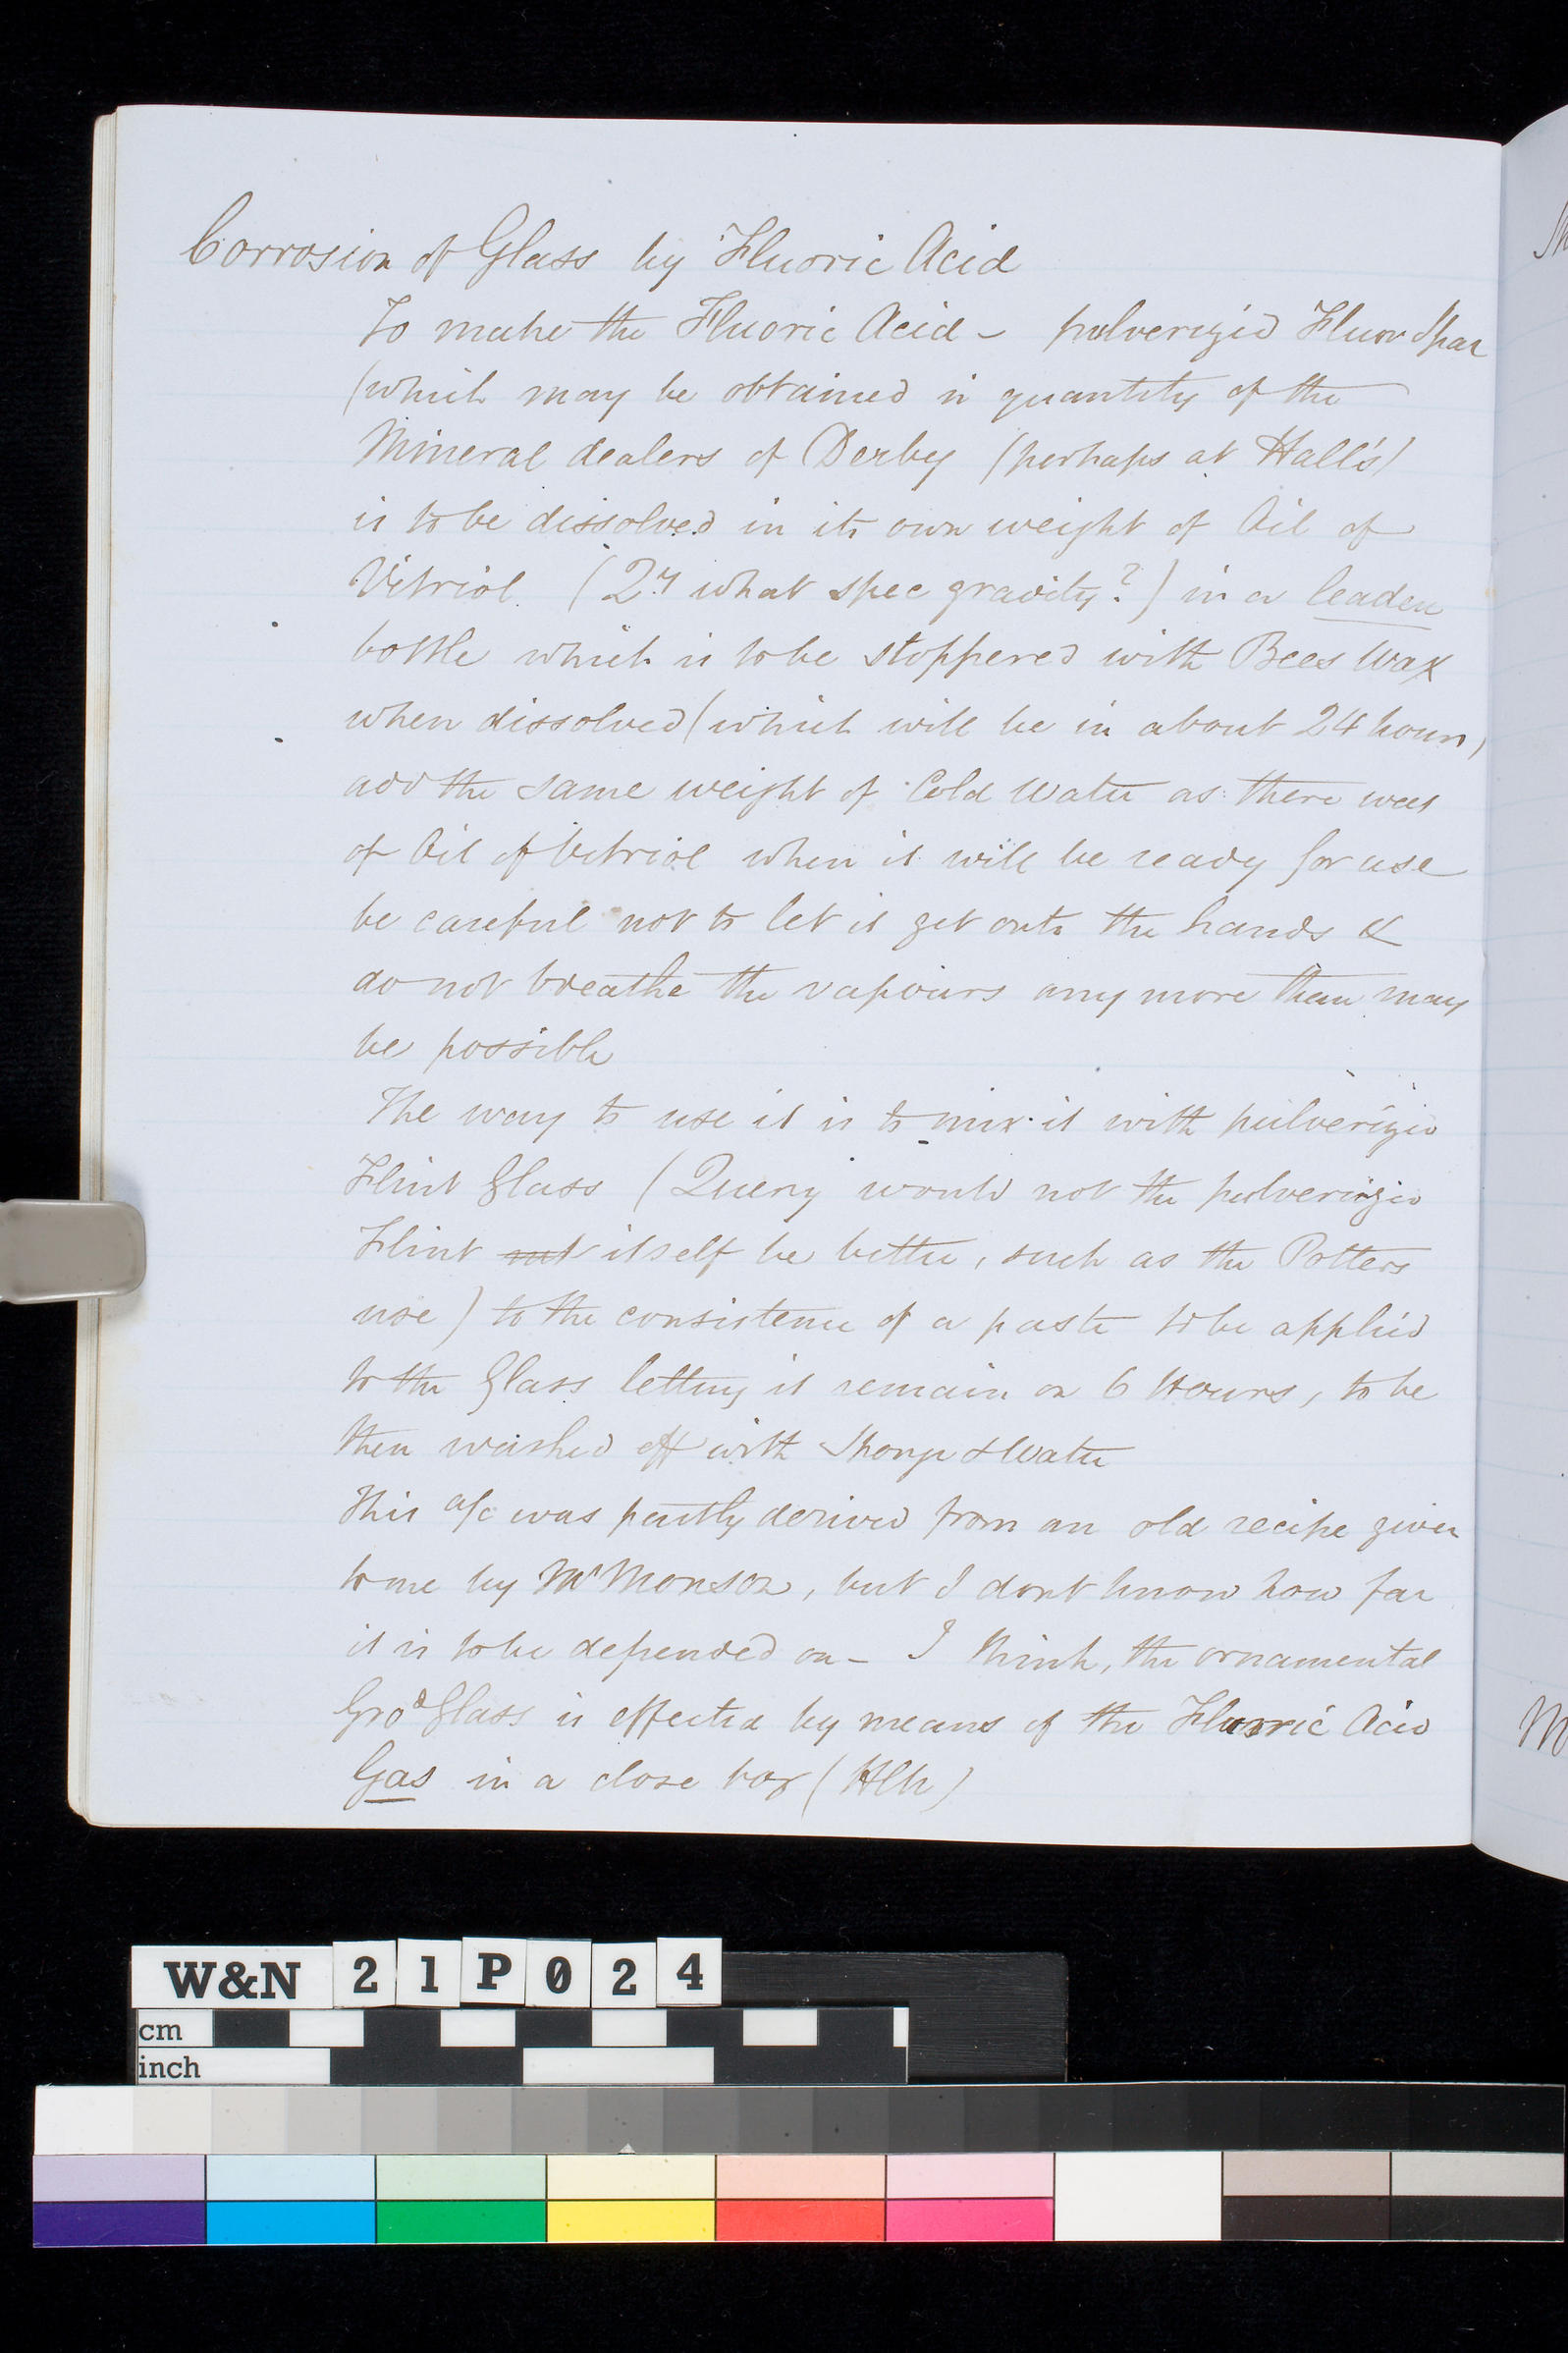 Corrosion of Glass by Fluoric Acid
To make the Fluoric Acid – pulverizid Fluor Spar
(which may be obtained in quantity of the
Mineral dealers of Derby (perhaps at Hall's)
is to be dissolved in its own weight of Oil of
Vitriol. (Qy what spec gravity?) in a leaden
bottle which is to be stoppered with Bees Wax
when dissolved (which will be in about 24 hours)
add the same weight of Cold Water as there was
of Oil of Vitriol when it will be ready for use
be careful not to let it get onto the hands &
do not breathe the vapours any more than may
be possible
The way to use it is to mix it with pulverizid
Flint Glass (Query would not the pulverizid
Flint itself be better, such as the Potters
use) to the consistence of a paste to be applied
to the Glass letting it remain on 6 Hours, to be
then washed off with Sponge & Water
This a/c was partly derived from an old recipe given
to me by Mr Monson, but I dont know how far
it is to be depended on – I think, the ornamental
Grod Glass is effected by means of the Fluoric Acid
Gas in a close box (
W&N 21P024
cm
inch